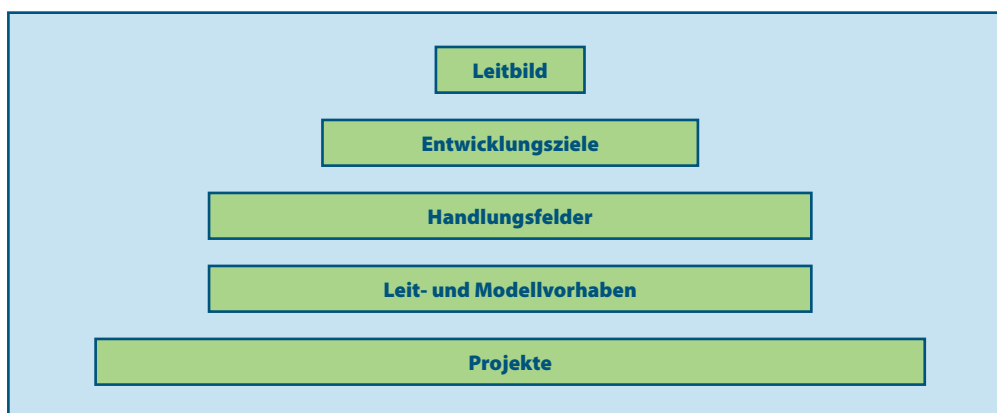 Leitbild
Entwicklungsziele
Handlungsfelder
Leit- und Modellvorhaben
Projekte